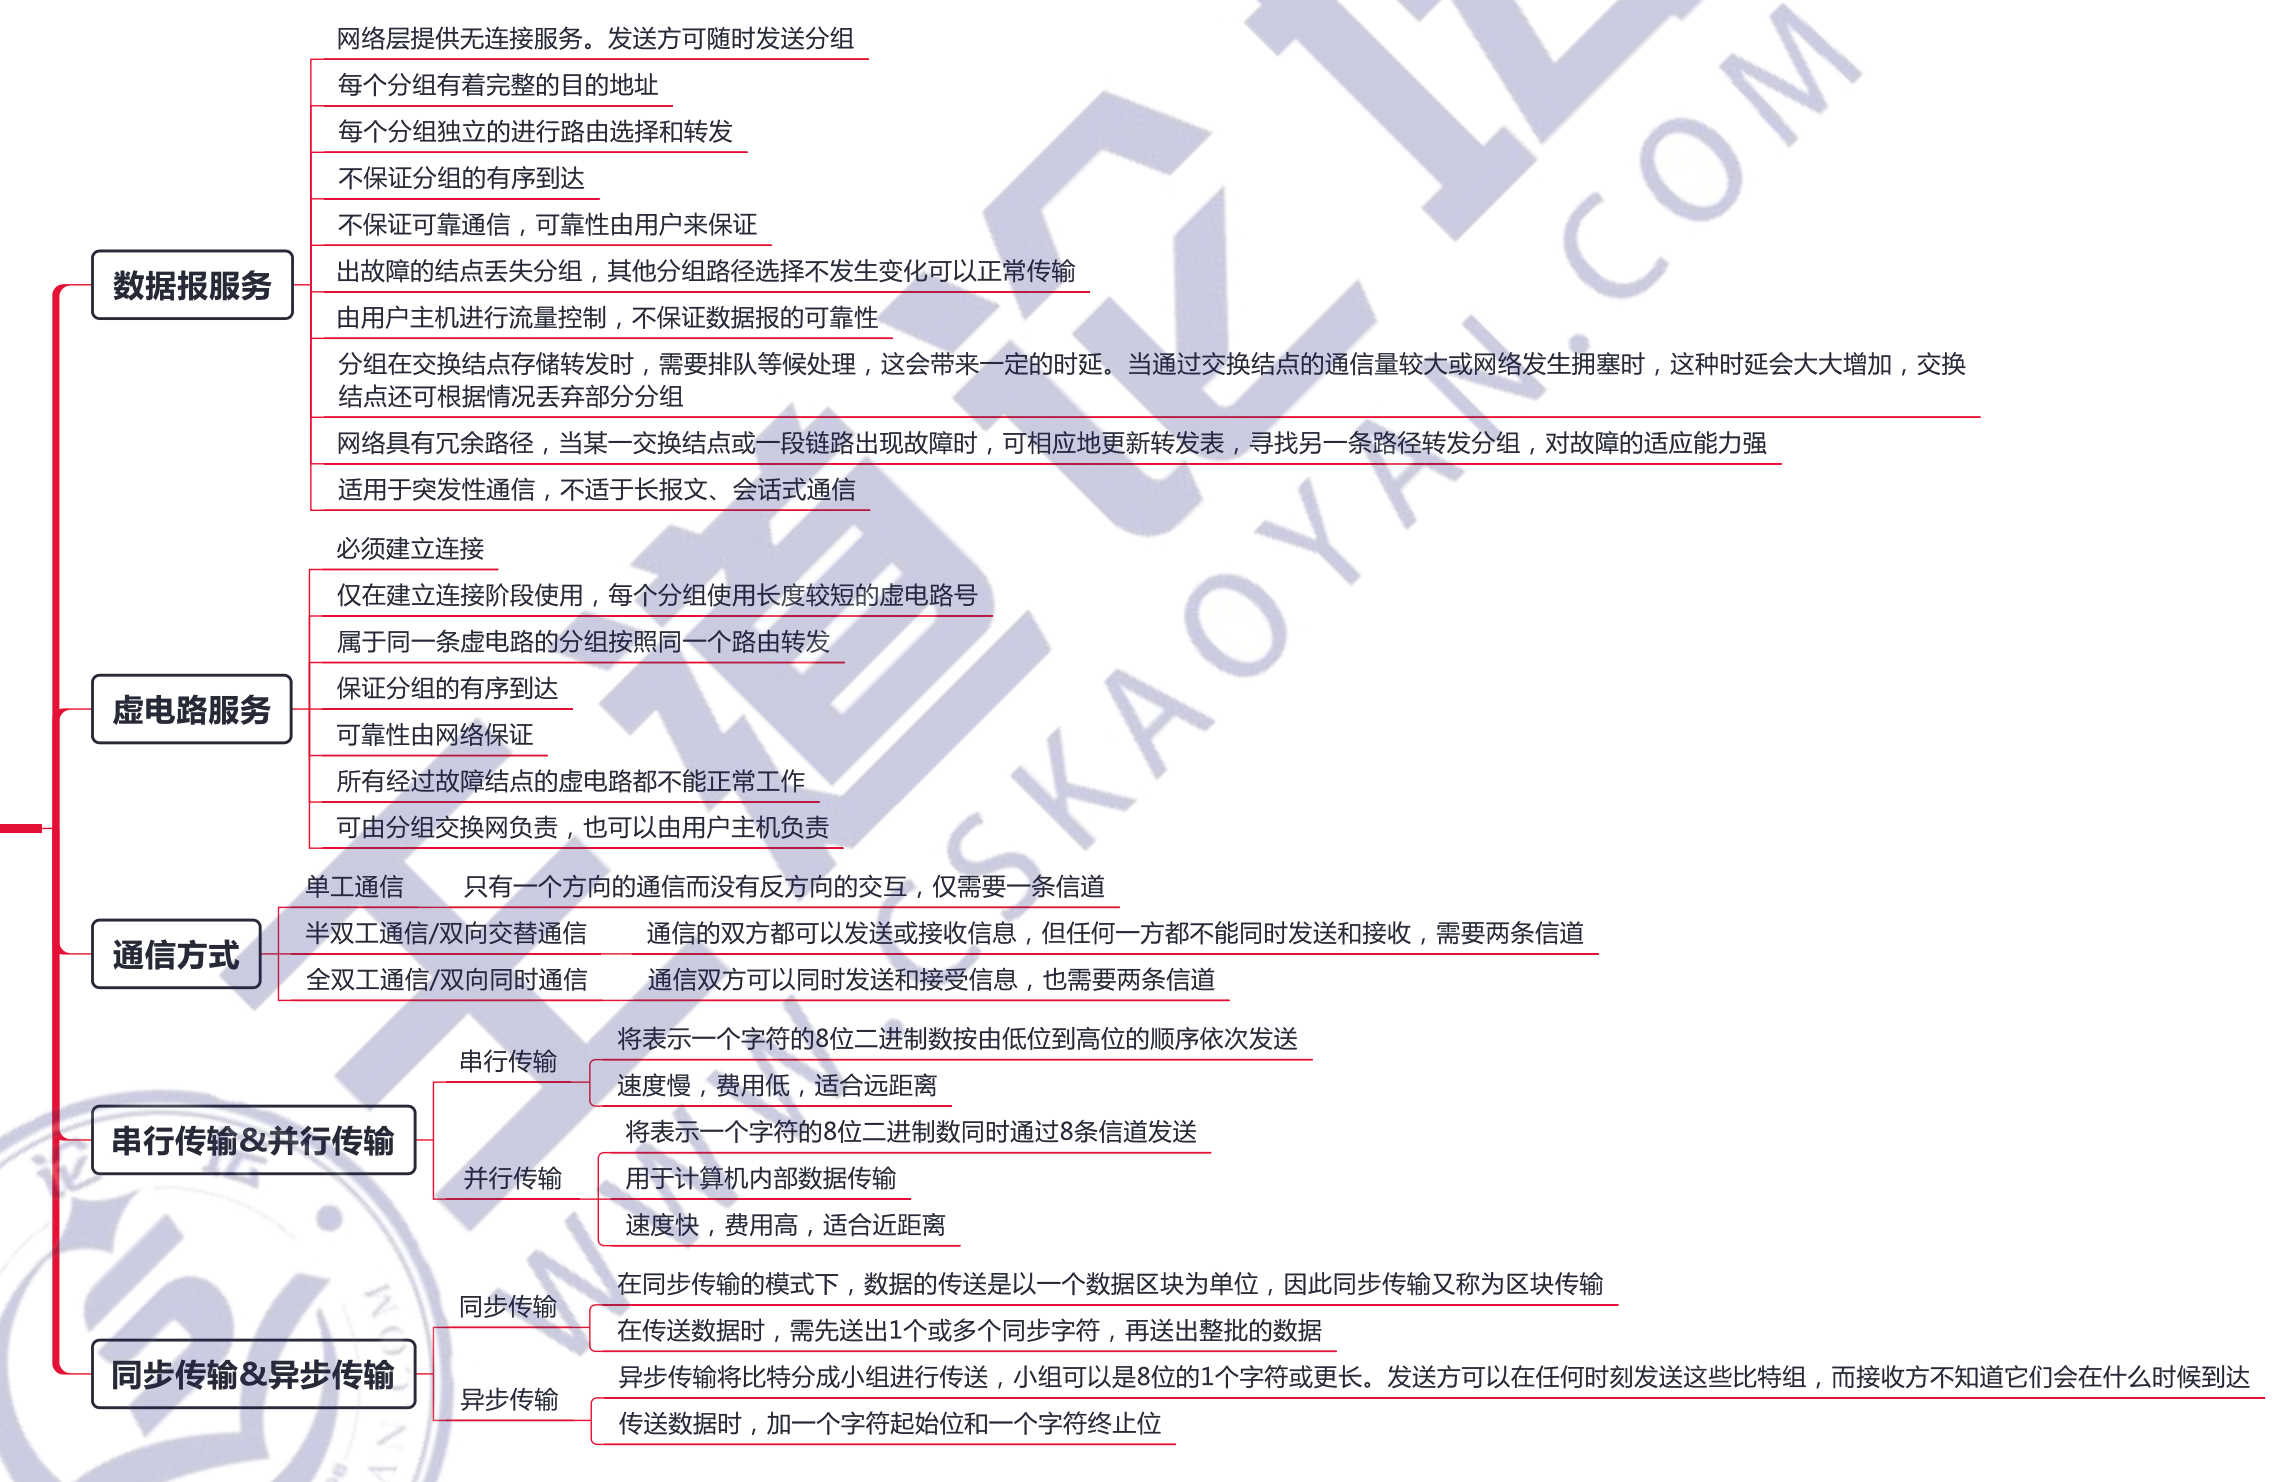 网络层提供无连接服务。发送方可随时发送分组
每个分组有着完整的目的地址
每个分组独立的进行路由选择和转发
不保证分组的有序到达
不保证可靠通信，可靠性由用户来保证
数据报服务
出故障的结点丢失分组，其他分组路径选择不发生变化可以正常传输
由用户主机进行流量控制，不保证数据报的可靠性
分组在交换结点存储转发时，需要排队等候处理，这会带来一定的时延。当通过交换结点的通信量较大或网络发生拥塞时，这种时延会大大增加，交换
结点还可根据情况丢弃部分分组
网络具有冗余路径，当某一交换结点或一段链路出现故障时，可相应地更新转发表，寻找另一条路径转发分组，对故障的适应能力强
适用于突发性通信，不适于长报文、会话式通信
必须建立连接
仅在建立连接阶段使用，每个分组使用长度较短的虚电路号
属于同一条虚电路的分组按照同一个路由转发
保证分组的有序到达
虚电路服务
可靠性由网络保证
所有经过故障结点的虚电路都不能正常工作
可由分组交换网负责，也可以由用户主机负责
通信方式
单工通信
只有一个方向的通信而没有反方向的交互，仅需要一条信道
半双工通信/双向交替通信
通信的双方都可以发送或接收信息，但任何一方都不能同时发送和接收，需要两条信道
全双工通信/双向同时通信
通信双方可以同时发送和接受信息，也需要两条信道
串行传输&并行传输
串行传输
将表示一个字符的8位二进制数按由低位到高位的顺序依次发送
速度慢，费用低，适合远距离
并行传输
将表示一个字符的8位二进制数同时通过8条信道发送
用于计算机内部数据传输
速度快，费用高，适合近距离
同步传输&异步传输
同步传输
在同步传输的模式下，数据的传送是以一个数据区块为单位，因此同步传输又称为区块传输
在传送数据时，需先送出1个或多个同步字符，再送出整批的数据
异步传输
异步传输将比特分成小组进行传送，小组可以是8位的1个字符或更长。发送方可以在任何时刻发送这些比特组，而接收方不知道它们会在什么时候到达
传送数据时，加一个字符起始位和一个字符终止位
王道论坛
WWW.CSKAOYAN.COM
论坛